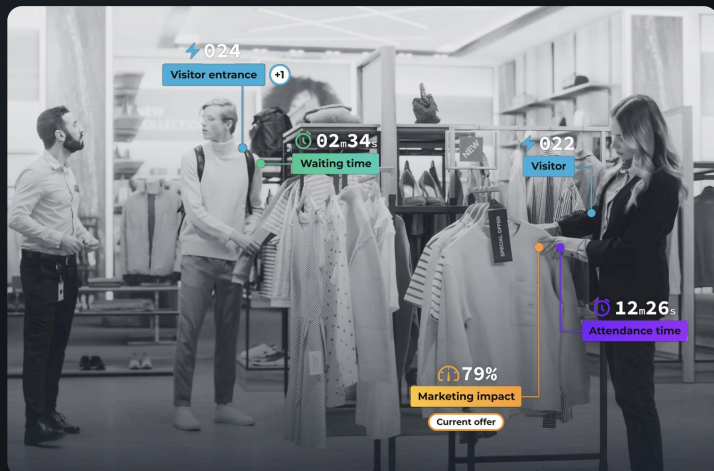 024
Visitor entrance +1
02m34s
Waiting time
NEW
022
Visitor
NEW
COLLECTION
SPECIAL OFFER
12m26s
Attendance time
79%
Marketing impact
Current offer